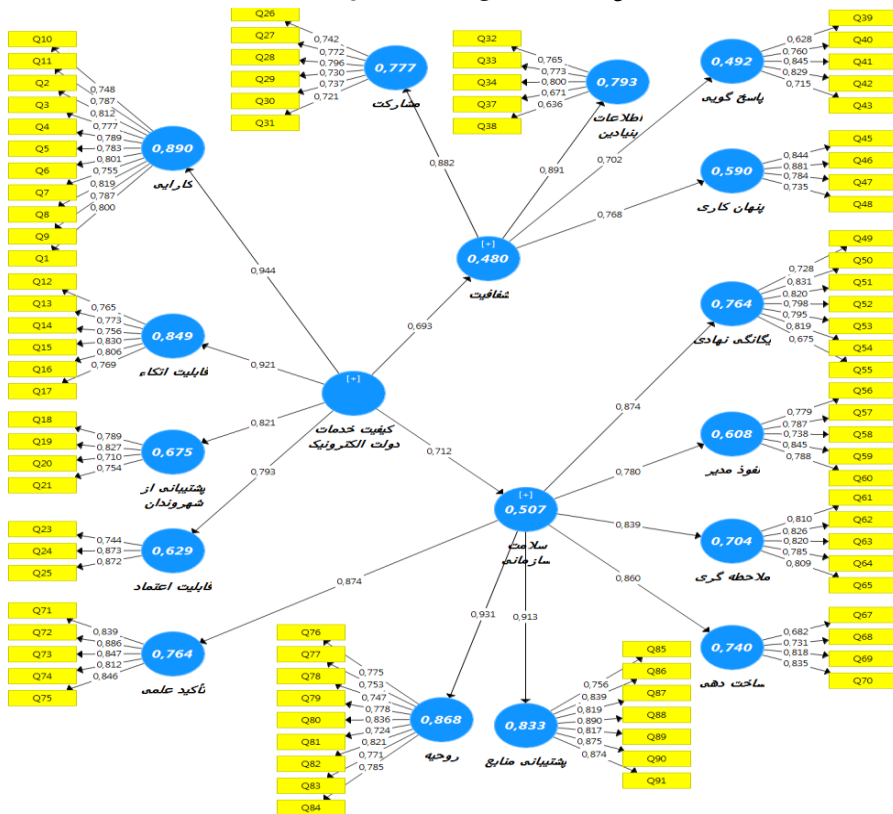 Q10
Q11
Q2
Q3
Q4
Q5
Q6
Q7
Q8
Q9
Q1
0,748
0,787
0,812
0,777
0,789
0,783
0,801
0,755
0,819
0,787
0,800
0,890
کارایی
0,944
Q12
Q13
Q14
Q15
Q16
Q17
0,765
0,773
0,756
0,830
0,806
0,769
0,849
قابلیت اتکاء
0,921
Q18
Q19
Q20
Q21
0,789
0,827
0,710
0,754
0,675
پشتیبانی از
شهروندان
0,821
Q23
Q24
Q25
0,744
0,873
0,872
0,629
قابلیت اعتماد
0,793
Q71
Q72
Q73
Q74
Q75
0,839
0,886
0,847
0,812
0,846
0,764
تأکید علمی
0,874
Q26
Q27
Q28
Q29
Q30
Q31
0,742
0,772
0,796
0,730
0,737
0,721
0,777
مشارکت
0,882
Q32
Q33
Q34
Q37
Q38
0,765
0,773
0,800
0,671
0,636
0,793
اطلاعات
بنیادین
0,891
[+]
0,480
شفافیت
0,693
[+]
کیفیت خدمات
دولت الکترونیک
0,712
[+]
0,507
سلامت
سازمانی
Q76
Q77
Q78
Q79
Q80
Q81
Q82
Q83
Q84
0,775
0,753
0,747
0,778
0,836
0,724
0,821
0,771
0,785
0,868
روحیه
0,931
0,913
0,833
پشتیبانی منابع
0,756
0,839
0,819
0,890
0,817
0,875
0,874
Q85
Q86
Q87
Q88
Q89
Q90
Q91
0,702
0,492
پاسخ گویی
0,628
0,760
0,845
0,829
0,715
Q39
Q40
Q41
Q42
Q43
0,768
0,590
پنهان کاری
0,844
0,881
0,784
0,735
Q45
Q46
Q47
Q48
0,874
0,764
یگانگی نهادی
0,728
0,831
0,820
0,798
0,795
0,819
0,675
Q49
Q50
Q51
Q52
Q53
Q54
Q55
0,780
0,608
نفوذ مدیر
0,779
0,787
0,738
0,845
0,788
Q56
Q57
Q58
Q59
Q60
0,839
0,704
ملاحظه گری
0,810
0,826
0,820
0,785
0,809
Q61
Q62
Q63
Q64
Q65
0,860
0,740
ساخت دهی
0,682
0,731
0,818
0,835
Q67
Q68
Q69
Q70